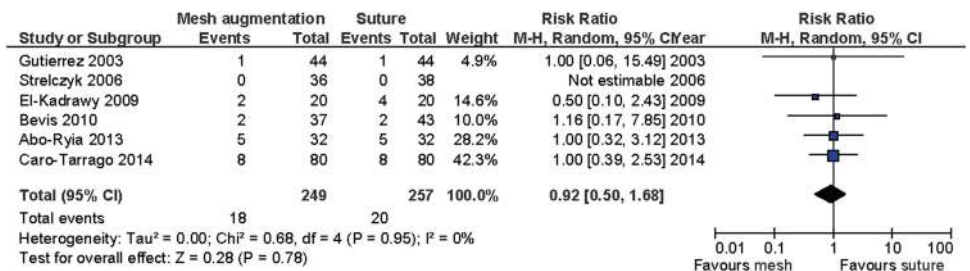 Mesh augmentation Suture Risk Ratio Risk Ratio
Study or Subgroup Events Total Events Total Weight M-H, Random, 95% CI Year M-H, Random, 95% CI
Gutierrez 2003 1 44 1 44 4.9% 1.00 [0.06, 15.49] 2003
Strelczyk 2006 0 36 0 38 Not estimable 2006
El-Kadrawy 2009 2 20 4 20 14.6% 0.50 [0.10, 2.43] 2009
Bevis 2010 2 37 2 43 10.0% 1.16 [0.17, 7.85] 2010
Abo-Ryia 2013 5 32 5 32 28.2% 1.00 [0.32, 3.12] 2013
Caro-Tarrago 2014 8 80 8 80 42.3% 1.00 [0.39, 2.53] 2014
Total (95% CI) 249 257 100.0% 0.92 [0.50, 1.68]
Total events 18 20
Heterogeneity: Tau² = 0.00; Chi² = 0.68, df = 4 (P = 0.95); I² = 0%
Test for overall effect: Z = 0.28 (P = 0.78)
0.01 0.1 1 10 100
Favours mesh Favours suture